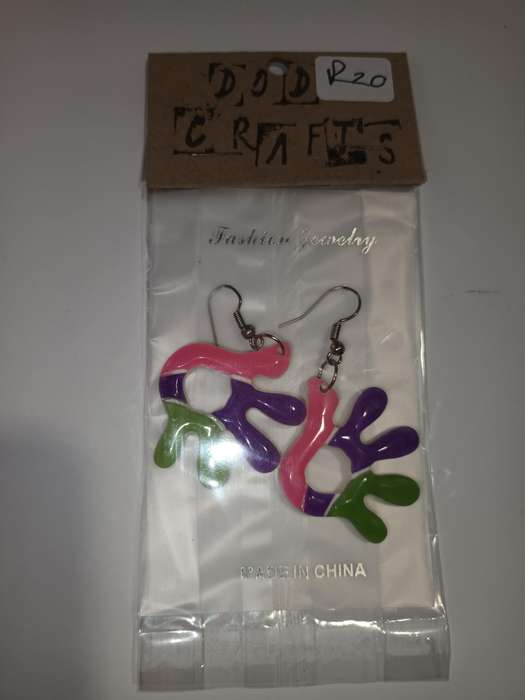 DOD
R20
CRAFTS
Fashion Jewelry
MADE IN CHINA